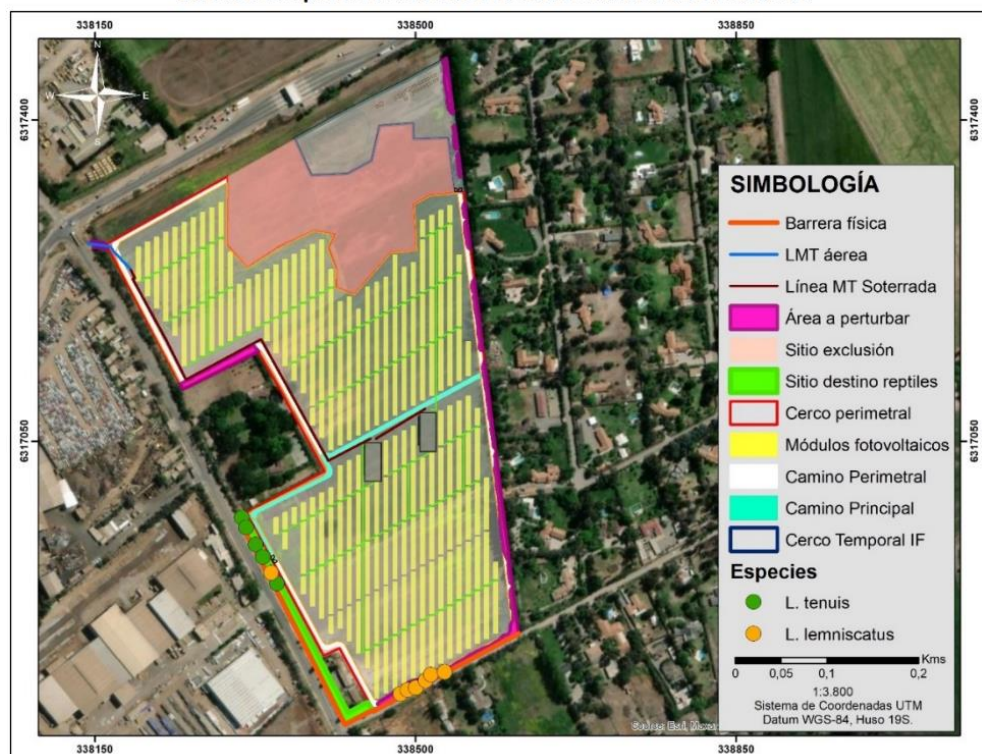 338150 338500 338850
N
W E
S
6317400 6317400
SIMBOLOGÍA
Barrera física
LMT áerea
Línea MT Soterrada
Área a perturbar
Sitio exclusión
Sitio destino reptiles
Cerco perimetral
Módulos fotovoltaicos
Camino Perimetral
Camino Principal
Cerco Temporal IF
6317050 6317050
Especies
L. tenuis
L. lemniscatus
Kms
0 0,05 0,1 0,2
1:3.800
Sistema de Coordenadas UTM
Datum WGS-84, Huso 19S.
Source: Esri, Maxar
338150 338500 338850